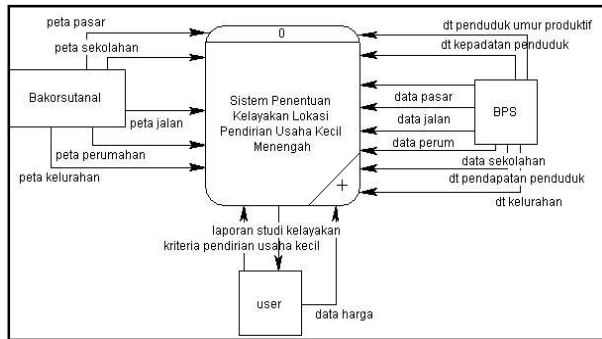 peta pasar
peta sekolahan
Bakorsutanal
peta jalan
peta perumahan
peta kelurahan
0
Sistem Penentuan
Kelayakan Lokasi
Pendirian Usaha Kecil
Menengah
+
dt penduduk umur produktif
dt kepadatan penduduk
data pasar
data jalan
data perum
BPS
data sekolahan
dt pendapatan penduduk
dt kelurahan
laporan studi kelayakan
kriteria pendirian usaha kecil
user
data harga